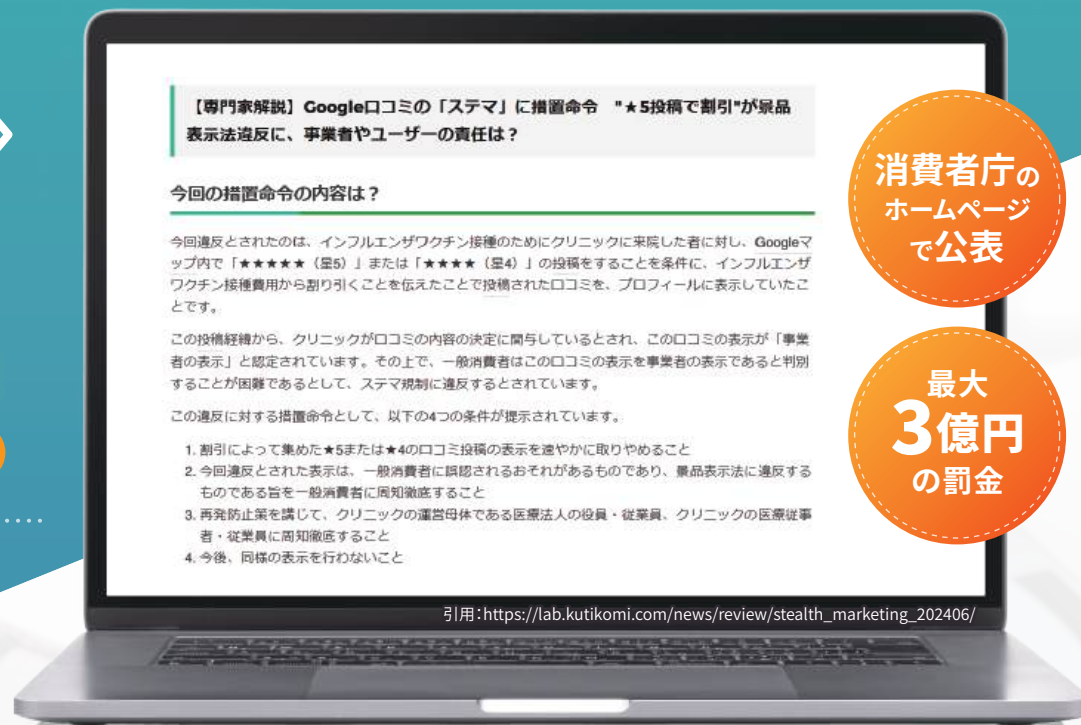 【専門家解説】Google口コミの「ステマ」に措置命令　"★5投稿で割引"が景品
表示法違反に、事業者やユーザーの責任は？
今回の措置命令の内容は？
今回違反とされたのは、インフルエンザワクチン接種のためにクリニックに来院した者に対し、Googleマ
ップ内で「★★★★★（星5）」または「★★★★（星4）」の投稿をすることを条件に、インフルエンザ
ワクチン接種費用から割り引くことを伝えたことで投稿された口コミを、プロフィールに表示していたこ
とです。
この投稿経緯から、クリニックが口コミの内容の決定に関与しているとされ、この口コミの表示が「事業
者の表示」と認定されています。その上で、一般消費者はこの口コミの表示を事業者の表示であると判別
することが困難であるとして、ステマ規制に違反するとされています。
この違反に対する措置命令として、以下の4つの条件が提示されています。
1. 割引によって集めた★5または★4の口コミ投稿の表示を速やかに取りやめること
2. 今回違反とされた表示は、一般消費者に誤認されるおそれがあるものであり、景品表示法に違反する
ものである旨を一般消費者に周知徹底すること
3. 再発防止策を講じて、クリニックの運営母体である医療法人の役員・従業員、クリニックの医療従事
者・従業員に周知徹底すること
4. 今後、同様の表示を行わないこと
引用：https://lab.kutikomi.com/news/review/stealth_marketing_202406/
消費者庁の
ホームページ
で公表
最大
3億円
の罰金